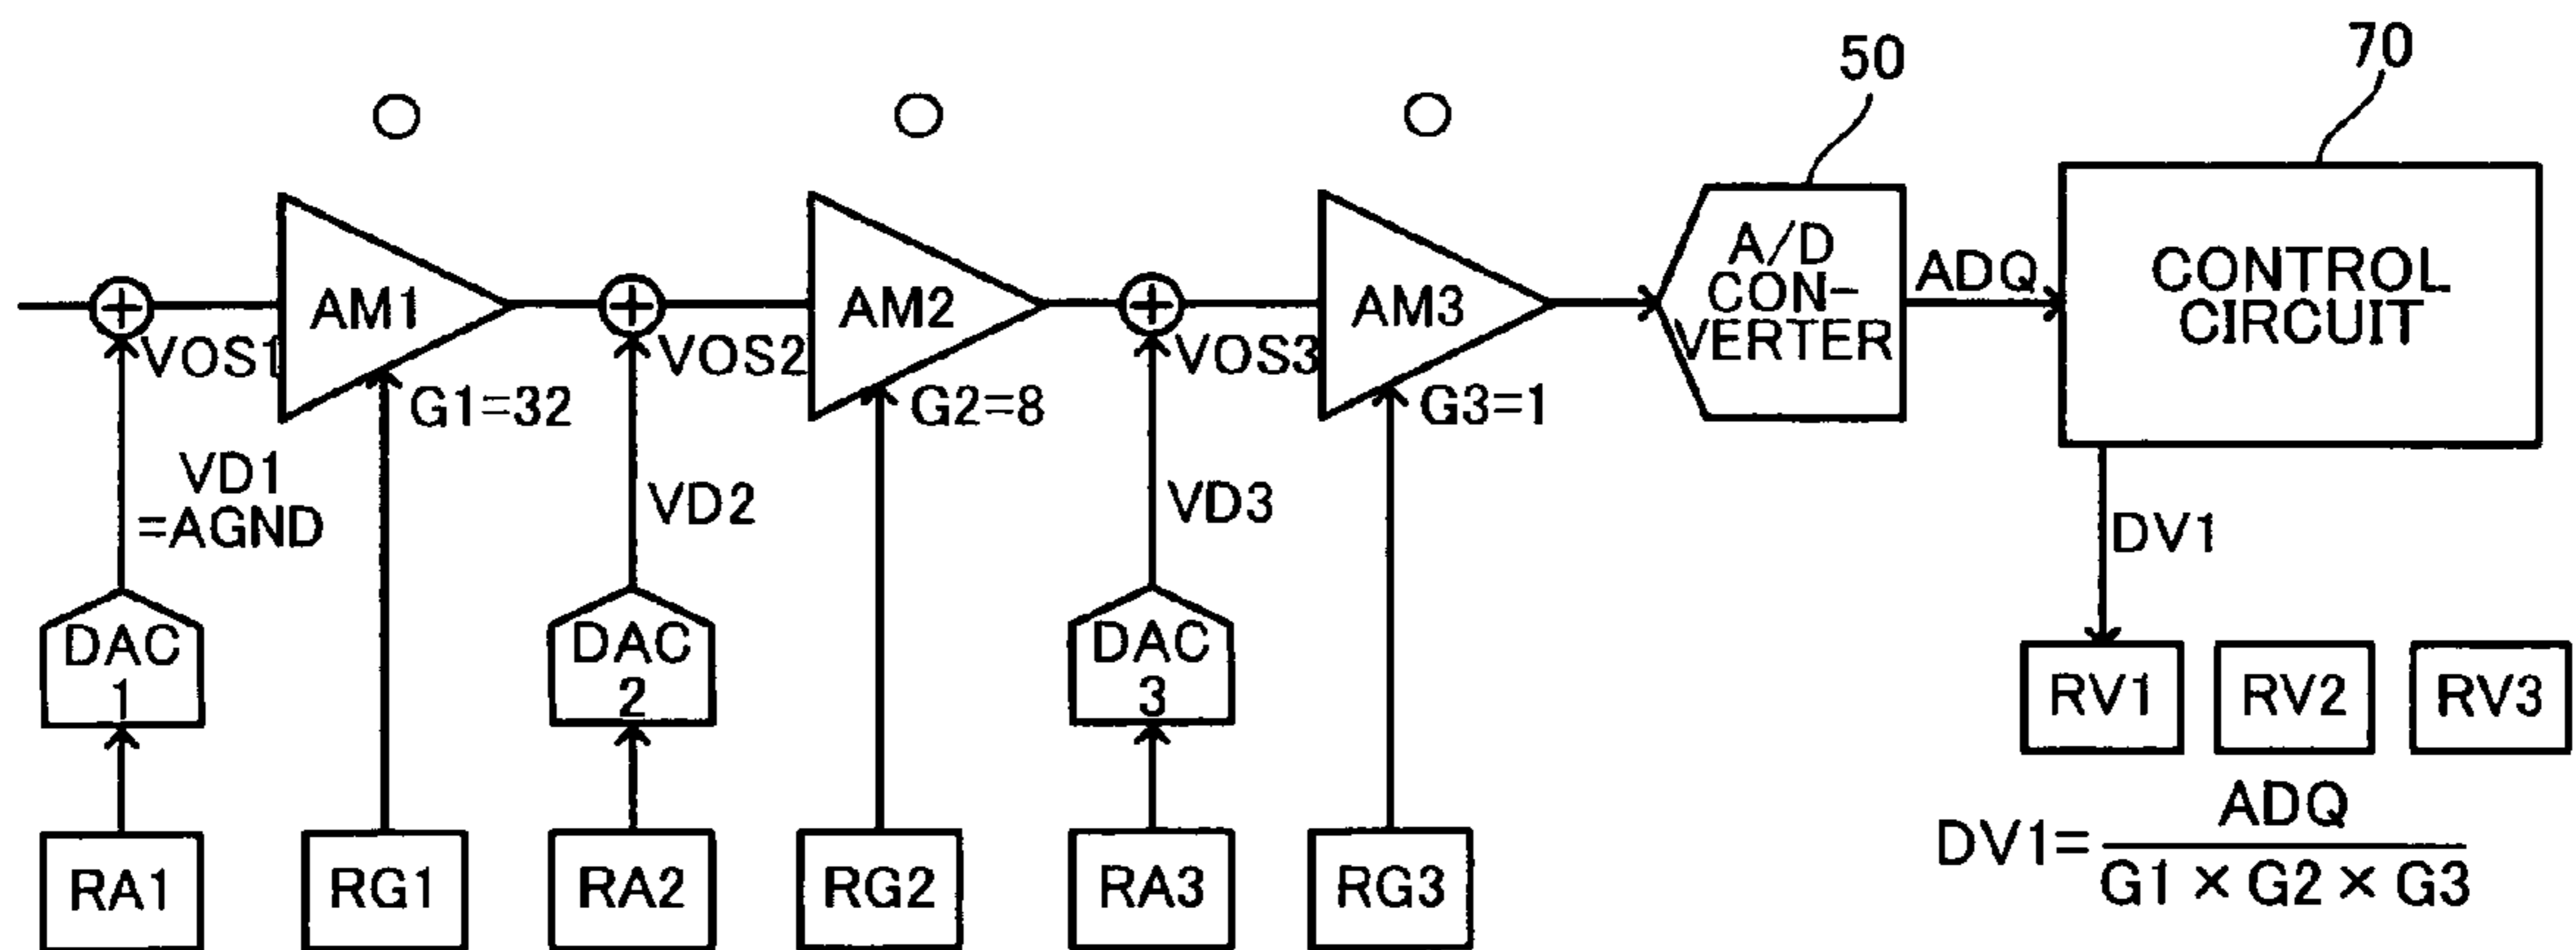 50
70
AM1
AM2
AM3
A/D
CON-
VERTER
ADQ
CONTROL
CIRCUIT
VOS1
VOS2
VOS3
G1=32
G2=8
G3=1
VD1
=AGND
VD2
VD3
DV1
DAC
1
DAC
2
DAC
3
RV1
RV2
RV3
RA1
RG1
RA2
RG2
RA3
RG3
DV1= ADQ
G1 × G2 × G3